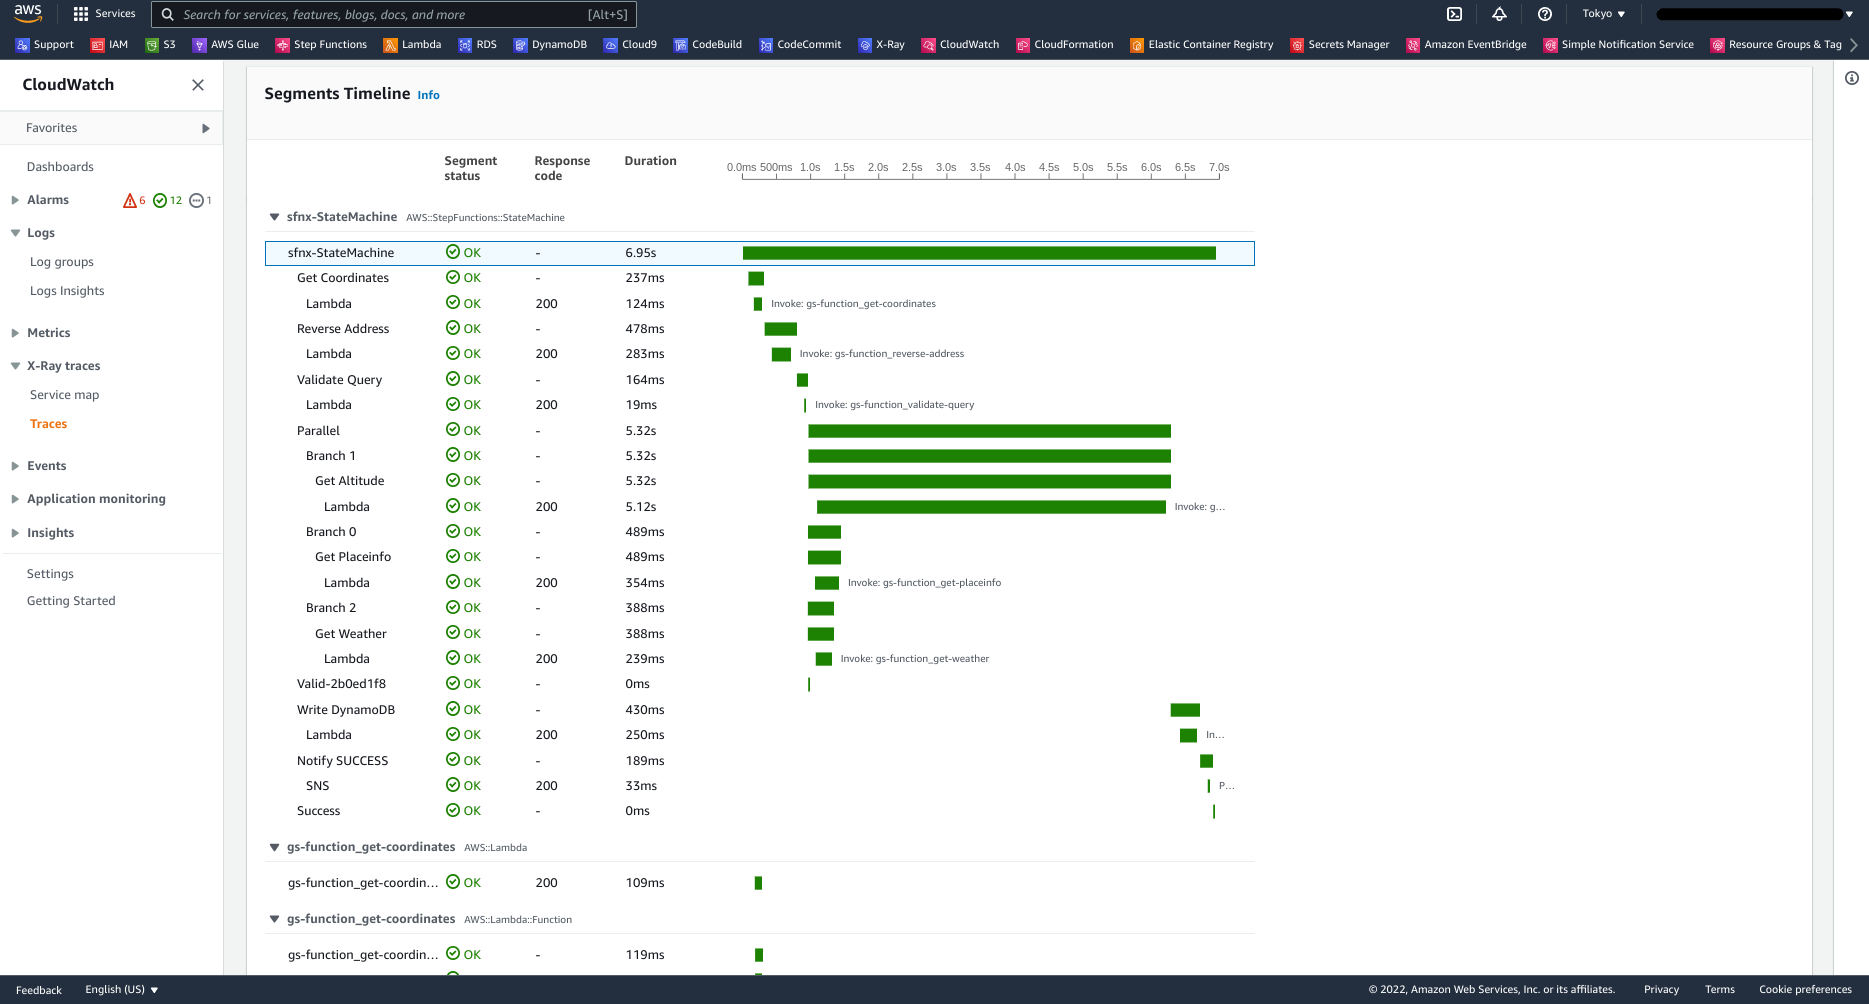 aws
Services
Search for services, features, blogs, docs, and more [Alt+S]
Tokyo
Support IAM S3 AWS Glue Step Functions Lambda RDS DynamoDB Cloud9 CodeBuild CodeCommit X-Ray CloudWatch CloudFormation Elastic Container Registry Secrets Manager Amazon EventBridge Simple Notification Service Resource Groups & Tag
CloudWatch
Favorites
Dashboards
Alarms 6 12 1
Logs
Log groups
Logs Insights
Metrics
X-Ray traces
Service map
Traces
Events
Application monitoring
Insights
Settings
Getting Started
Segments Timeline Info
Segment status Response code Duration
0.0ms 500ms 1.0s 1.5s 2.0s 2.5s 3.0s 3.5s 4.0s 4.5s 5.0s 5.5s 6.0s 6.5s 7.0s
sfnx-StateMachine AWS::StepFunctions::StateMachine
sfnx-StateMachine OK - 6.95s
Get Coordinates OK - 237ms
Lambda OK 200 124ms Invoke: gs-function_get-coordinates
Reverse Address OK - 478ms
Lambda OK 200 283ms Invoke: gs-function_reverse-address
Validate Query OK - 164ms
Lambda OK 200 19ms Invoke: gs-function_validate-query
Parallel OK - 5.32s
Branch 1 OK - 5.32s
Get Altitude OK - 5.32s
Lambda OK 200 5.12s Invoke: g...
Branch 0 OK - 489ms
Get Placeinfo OK - 489ms
Lambda OK 200 354ms Invoke: gs-function_get-placeinfo
Branch 2 OK - 388ms
Get Weather OK - 388ms
Lambda OK 200 239ms Invoke: gs-function_get-weather
Valid-2b0ed1f8 OK - 0ms
Write DynamoDB OK - 430ms
Lambda OK 200 250ms In...
Notify SUCCESS OK - 189ms
SNS OK 200 33ms P...
Success OK - 0ms
gs-function_get-coordinates AWS::Lambda
gs-function_get-coordin... OK 200 109ms
gs-function_get-coordinates AWS::Lambda::Function
gs-function_get-coordin... OK - 119ms
Feedback English (US) © 2022, Amazon Web Services, Inc. or its affiliates. Privacy Terms Cookie preferences